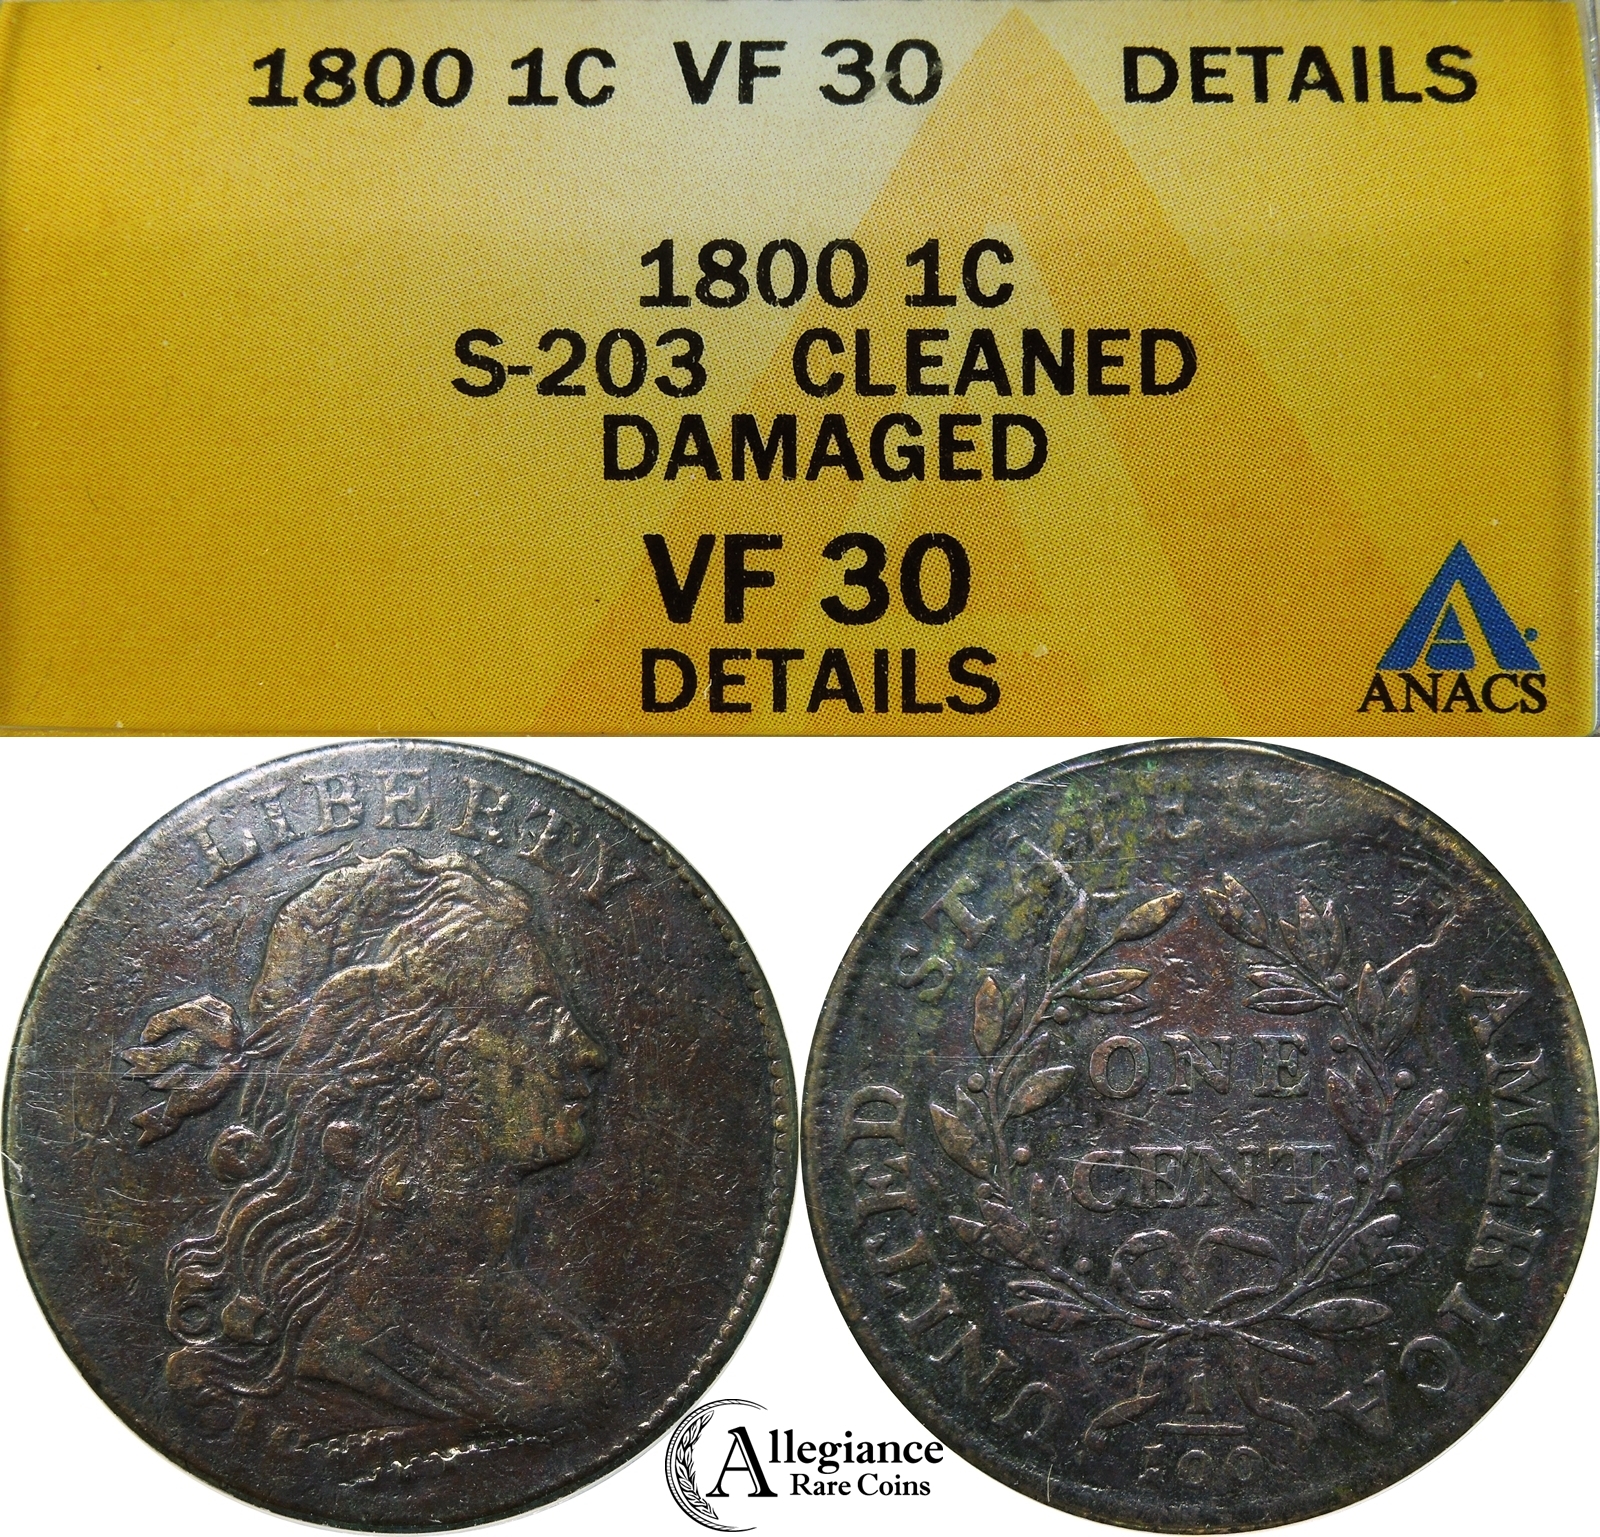 1800 1C VF 30 DETAILS
1800 1C
S-203 CLEANED
DAMAGED
VF 30
DETAILS
ANACS
LIBERTY
UNITED STATES AMERICA
ONE
CENT
1
100
Allegiance
Rare Coins